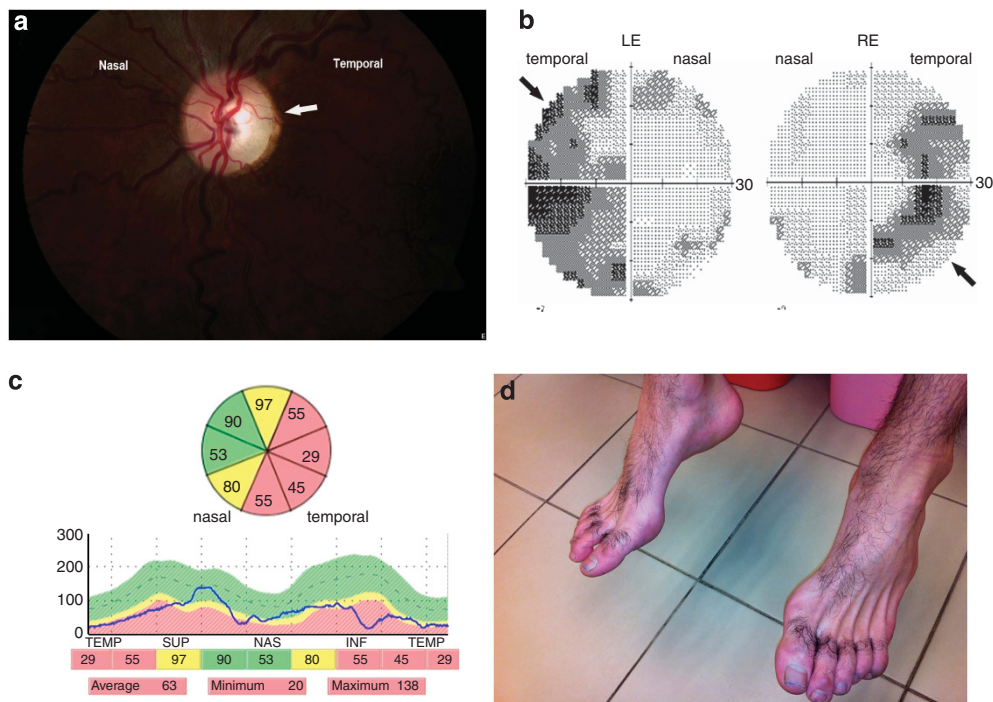 a
Nasal
Temporal
E
b
LE
RE
temporal
nasal
nasal
temporal
30
30
c
97
55
90
29
53
45
80
55
nasal
temporal
300
200
100
0
TEMP SUP NAS INF TEMP
29 55 97 90 53 80 55 45 29
Average 63 Minimum 20 Maximum 138
d